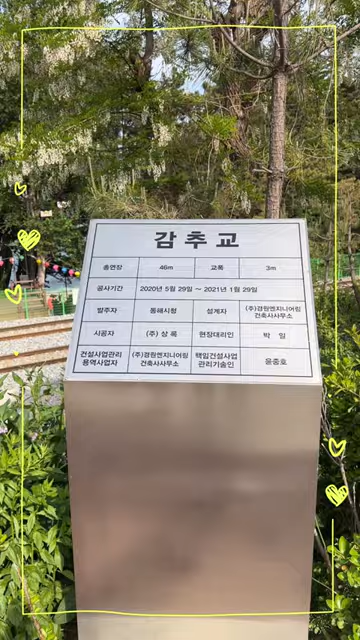 감추교
총연장 46m 교폭 3m
공사기간 2020년 5월 29일 ~ 2021년 1월 29일
발주자 동해시청 설계자 (주)경원엔지니어링 건축사사무소
시공자 (주) 상록 현장대리인 박 일
건설사업관리 용역사업자 (주)경원엔지니어링 건축사사무소 책임건설사업 관리기술인 윤중호